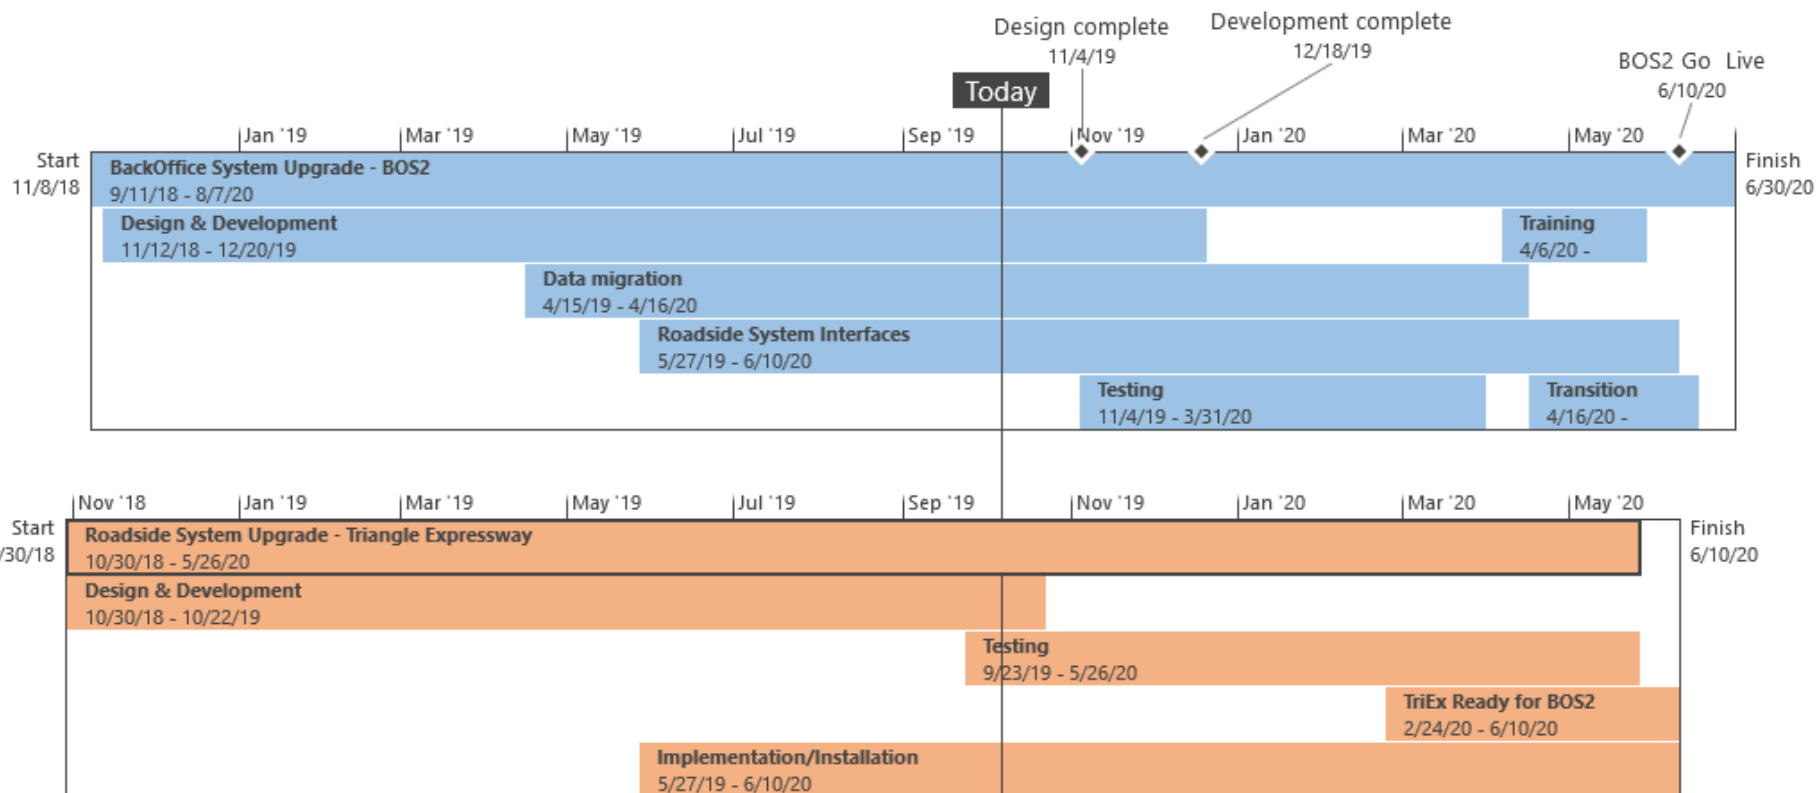 Design complete
11/4/19
Development complete
12/18/19
BOS2 Go Live
6/10/20
Today
Jan '19
Mar '19
May '19
Jul '19
Sep '19
Nov '19
Jan '20
Mar '20
May '20
Start
11/8/18
BackOffice System Upgrade - BOS2
9/11/18 - 8/7/20
Finish
6/30/20
Design & Development
11/12/18 - 12/20/19
Training
4/6/20 -
Data migration
4/15/19 - 4/16/20
Roadside System Interfaces
5/27/19 - 6/10/20
Testing
11/4/19 - 3/31/20
Transition
4/16/20 -
Nov '18
Jan '19
Mar '19
May '19
Jul '19
Sep '19
Nov '19
Jan '20
Mar '20
May '20
Start
/30/18
Roadside System Upgrade - Triangle Expressway
10/30/18 - 5/26/20
Finish
6/10/20
Design & Development
10/30/18 - 10/22/19
Testing
9/23/19 - 5/26/20
TriEx Ready for BOS2
2/24/20 - 6/10/20
Implementation/Installation
5/27/19 - 6/10/20